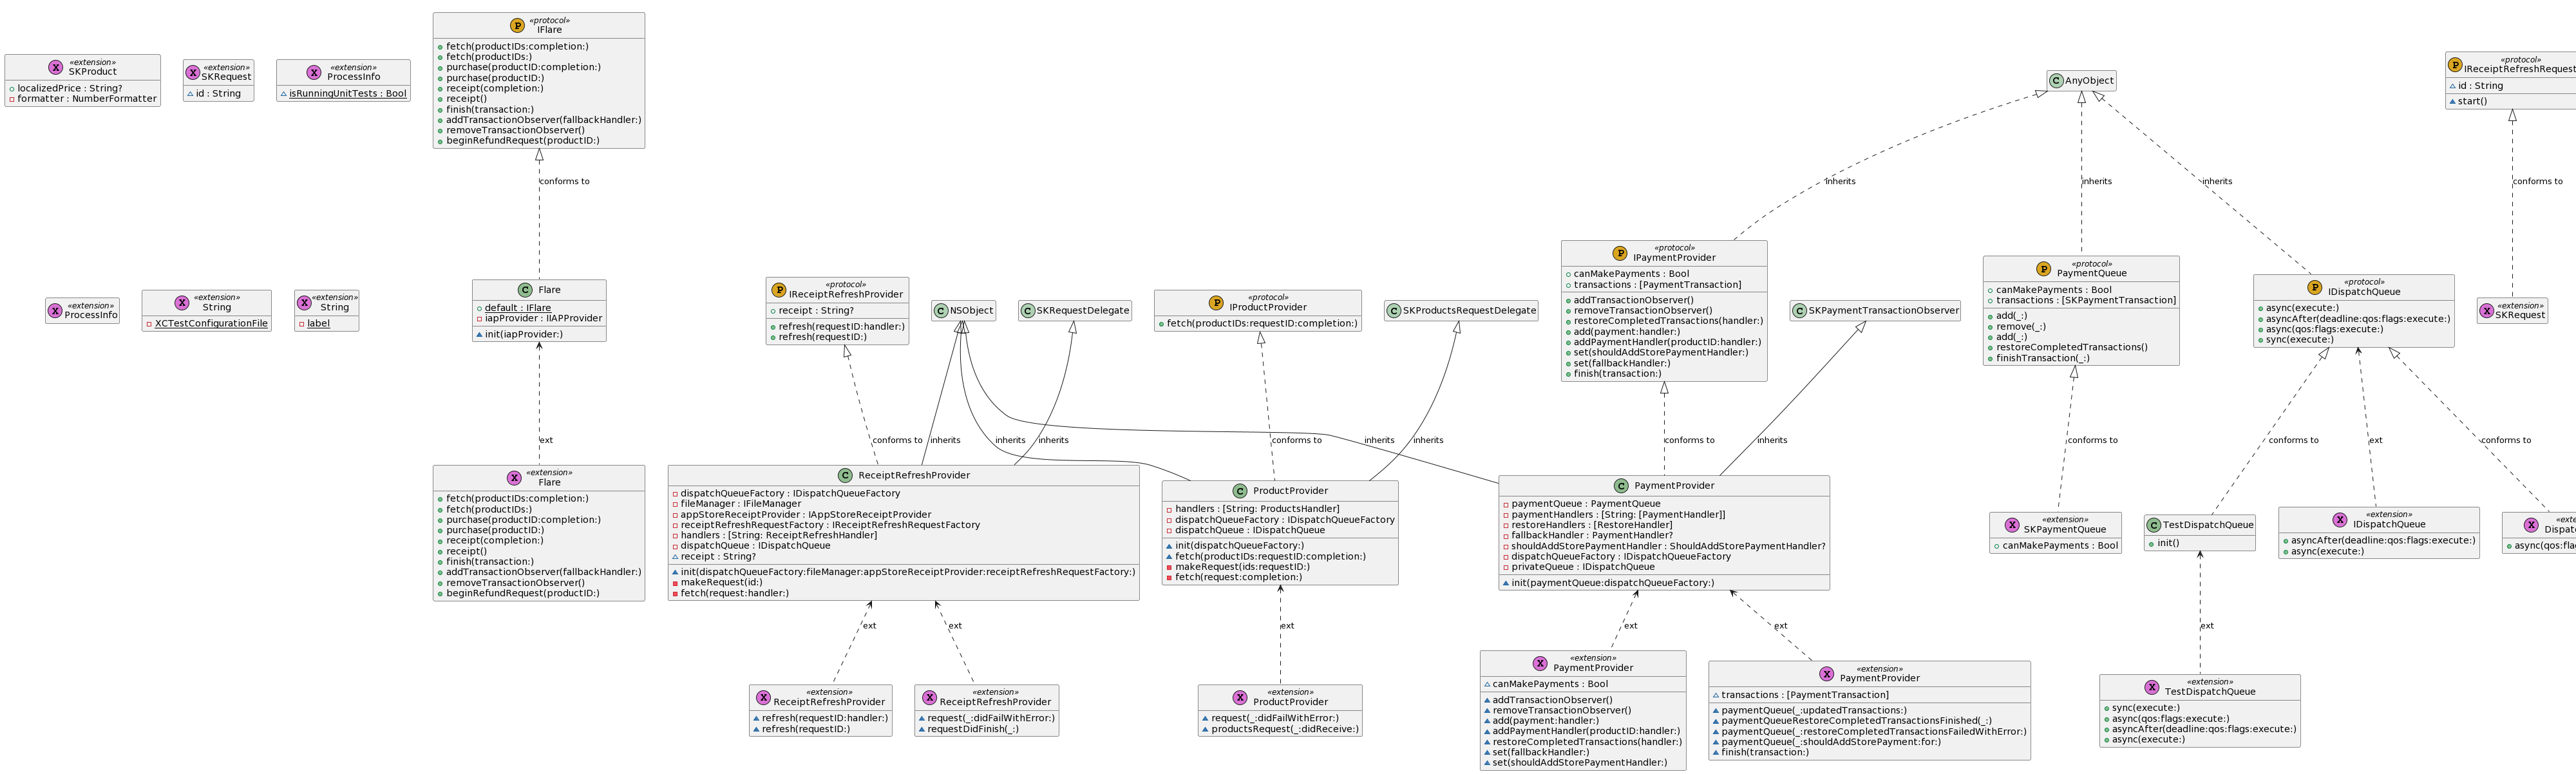 «extension»
X SKProduct
localizedPrice : String?
formatter : NumberFormatter
«extension»
X SKRequest
id : String
«extension»
X ProcessInfo
isRunningUnitTests : Bool
«protocol»
P IFlare
fetch(productIDs:completion:)
fetch(productIDs:)
purchase(productID:completion:)
purchase(productID:)
receipt(completion:)
receipt()
finish(transaction:)
addTransactionObserver(fallbackHandler:)
removeTransactionObserver()
beginRefundRequest(productID:)
C AnyObject
«protocol»
P IReceiptRefreshRequest
id : String
start()
conforms to
inherits
inherits
inherits
conforms to
«extension»
X ProcessInfo
«extension»
X String
XCTestConfigurationFile
«extension»
X String
label
C Flare
default : IFlare
iapProvider : IIAPProvider
init(iapProvider:)
«protocol»
P IReceiptRefreshProvider
receipt : String?
refresh(requestID:handler:)
refresh(requestID:)
C NSObject
C SKRequestDelegate
«protocol»
P IProductProvider
fetch(productIDs:requestID:completion:)
C SKProductsRequestDelegate
«protocol»
P IPaymentProvider
canMakePayments : Bool
transactions : [PaymentTransaction]
addTransactionObserver()
removeTransactionObserver()
restoreCompletedTransactions(handler:)
add(payment:handler:)
addPaymentHandler(productID:handler:)
set(shouldAddStorePaymentHandler:)
set(fallbackHandler:)
finish(transaction:)
C SKPaymentTransactionObserver
«protocol»
P PaymentQueue
canMakePayments : Bool
transactions : [SKPaymentTransaction]
add(_:)
remove(_:)
add(_:)
restoreCompletedTransactions()
finishTransaction(_:)
«protocol»
P IDispatchQueue
async(execute:)
asyncAfter(deadline:qos:flags:execute:)
async(qos:flags:execute:)
sync(execute:)
«extension»
X SKRequest
ext
conforms to
inherits
inherits
inherits
conforms to
inherits
inherits
conforms to
inherits
conforms to
conforms to
ext
conforms to
«extension»
X Flare
fetch(productIDs:completion:)
fetch(productIDs:)
purchase(productID:completion:)
purchase(productID:)
receipt(completion:)
receipt()
finish(transaction:)
addTransactionObserver(fallbackHandler:)
removeTransactionObserver()
beginRefundRequest(productID:)
C ReceiptRefreshProvider
dispatchQueueFactory : IDispatchQueueFactory
fileManager : IFileManager
appStoreReceiptProvider : IAppStoreReceiptProvider
receiptRefreshRequestFactory : IReceiptRefreshRequestFactory
handlers : [String: ReceiptRefreshHandler]
dispatchQueue : IDispatchQueue
receipt : String?
init(dispatchQueueFactory:fileManager:appStoreReceiptProvider:receiptRefreshRequestFactory:)
makeRequest(id:)
fetch(request:handler:)
C ProductProvider
handlers : [String: ProductsHandler]
dispatchQueueFactory : IDispatchQueueFactory
dispatchQueue : IDispatchQueue
init(dispatchQueueFactory:)
fetch(productIDs:requestID:completion:)
makeRequest(ids:requestID:)
fetch(request:completion:)
C PaymentProvider
paymentQueue : PaymentQueue
paymentHandlers : [String: [PaymentHandler]]
restoreHandlers : [RestoreHandler]
fallbackHandler : PaymentHandler?
shouldAddStorePaymentHandler : ShouldAddStorePaymentHandler?
dispatchQueueFactory : IDispatchQueueFactory
privateQueue : IDispatchQueue
init(paymentQueue:dispatchQueueFactory:)
«extension»
X SKPaymentQueue
canMakePayments : Bool
C TestDispatchQueue
init()
«extension»
X IDispatchQueue
asyncAfter(deadline:qos:flags:execute:)
async(execute:)
«exte
X Dispatc
async(qos:flag
ext
ext
ext
ext
ext
ext
«extension»
X ReceiptRefreshProvider
refresh(requestID:handler:)
refresh(requestID:)
«extension»
X ReceiptRefreshProvider
request(_:didFailWithError:)
requestDidFinish(_:)
«extension»
X ProductProvider
request(_:didFailWithError:)
productsRequest(_:didReceive:)
«extension»
X PaymentProvider
canMakePayments : Bool
addTransactionObserver()
removeTransactionObserver()
add(payment:handler:)
addPaymentHandler(productID:handler:)
restoreCompletedTransactions(handler:)
set(fallbackHandler:)
set(shouldAddStorePaymentHandler:)
«extension»
X PaymentProvider
transactions : [PaymentTransaction]
paymentQueue(_:updatedTransactions:)
paymentQueueRestoreCompletedTransactionsFinished(_:)
paymentQueue(_:restoreCompletedTransactionsFailedWithError:)
paymentQueue(_:shouldAddStorePayment:for:)
finish(transaction:)
«extension»
X TestDispatchQueue
sync(execute:)
async(qos:flags:execute:)
asyncAfter(deadline:qos:flags:execute:)
async(execute:)